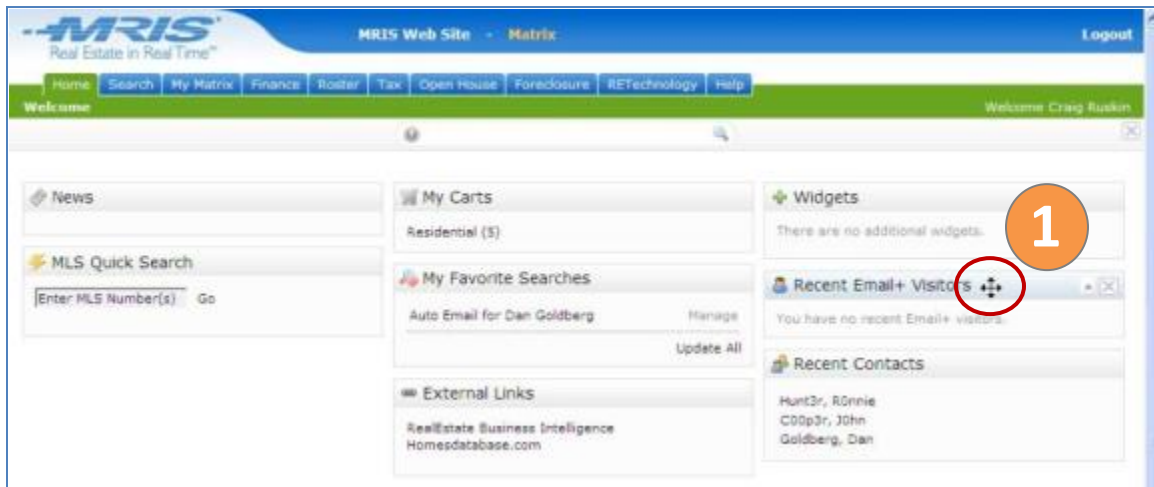 MRIS
Real Estate in Real Time™
MRIS Web Site - Matrix
Logout
Home Search My Matrix Finance Roster Tax Open House Foreclosure RETechnology Help
Welcome
Welcome Craig Ruskin
News
MLS Quick Search
Enter MLS Number(s) Go
My Carts
Residential (5)
My Favorite Searches
Auto Email for Dan Goldberg Manage
Update All
External Links
RealEstate Business Intelligence
Homesdatabase.com
Widgets
There are no additional widgets.
1
Recent Email+ Visitors
You have no recent Email+ visitors.
Recent Contacts
Hunt3r, R0nnie
C00p3r, J0hn
Goldberg, Dan